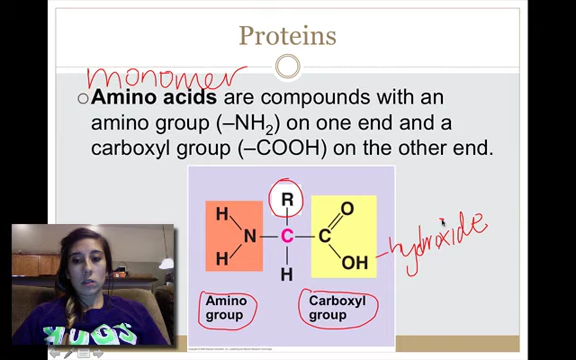 Proteins
monomer
Amino acids are compounds with an
amino group (–NH2) on one end and a
carboxyl group (–COOH) on the other end.
R
H
O
N
C
C
H
H
OH
hydroxide
Amino
group
Carboxyl
group
HUGS